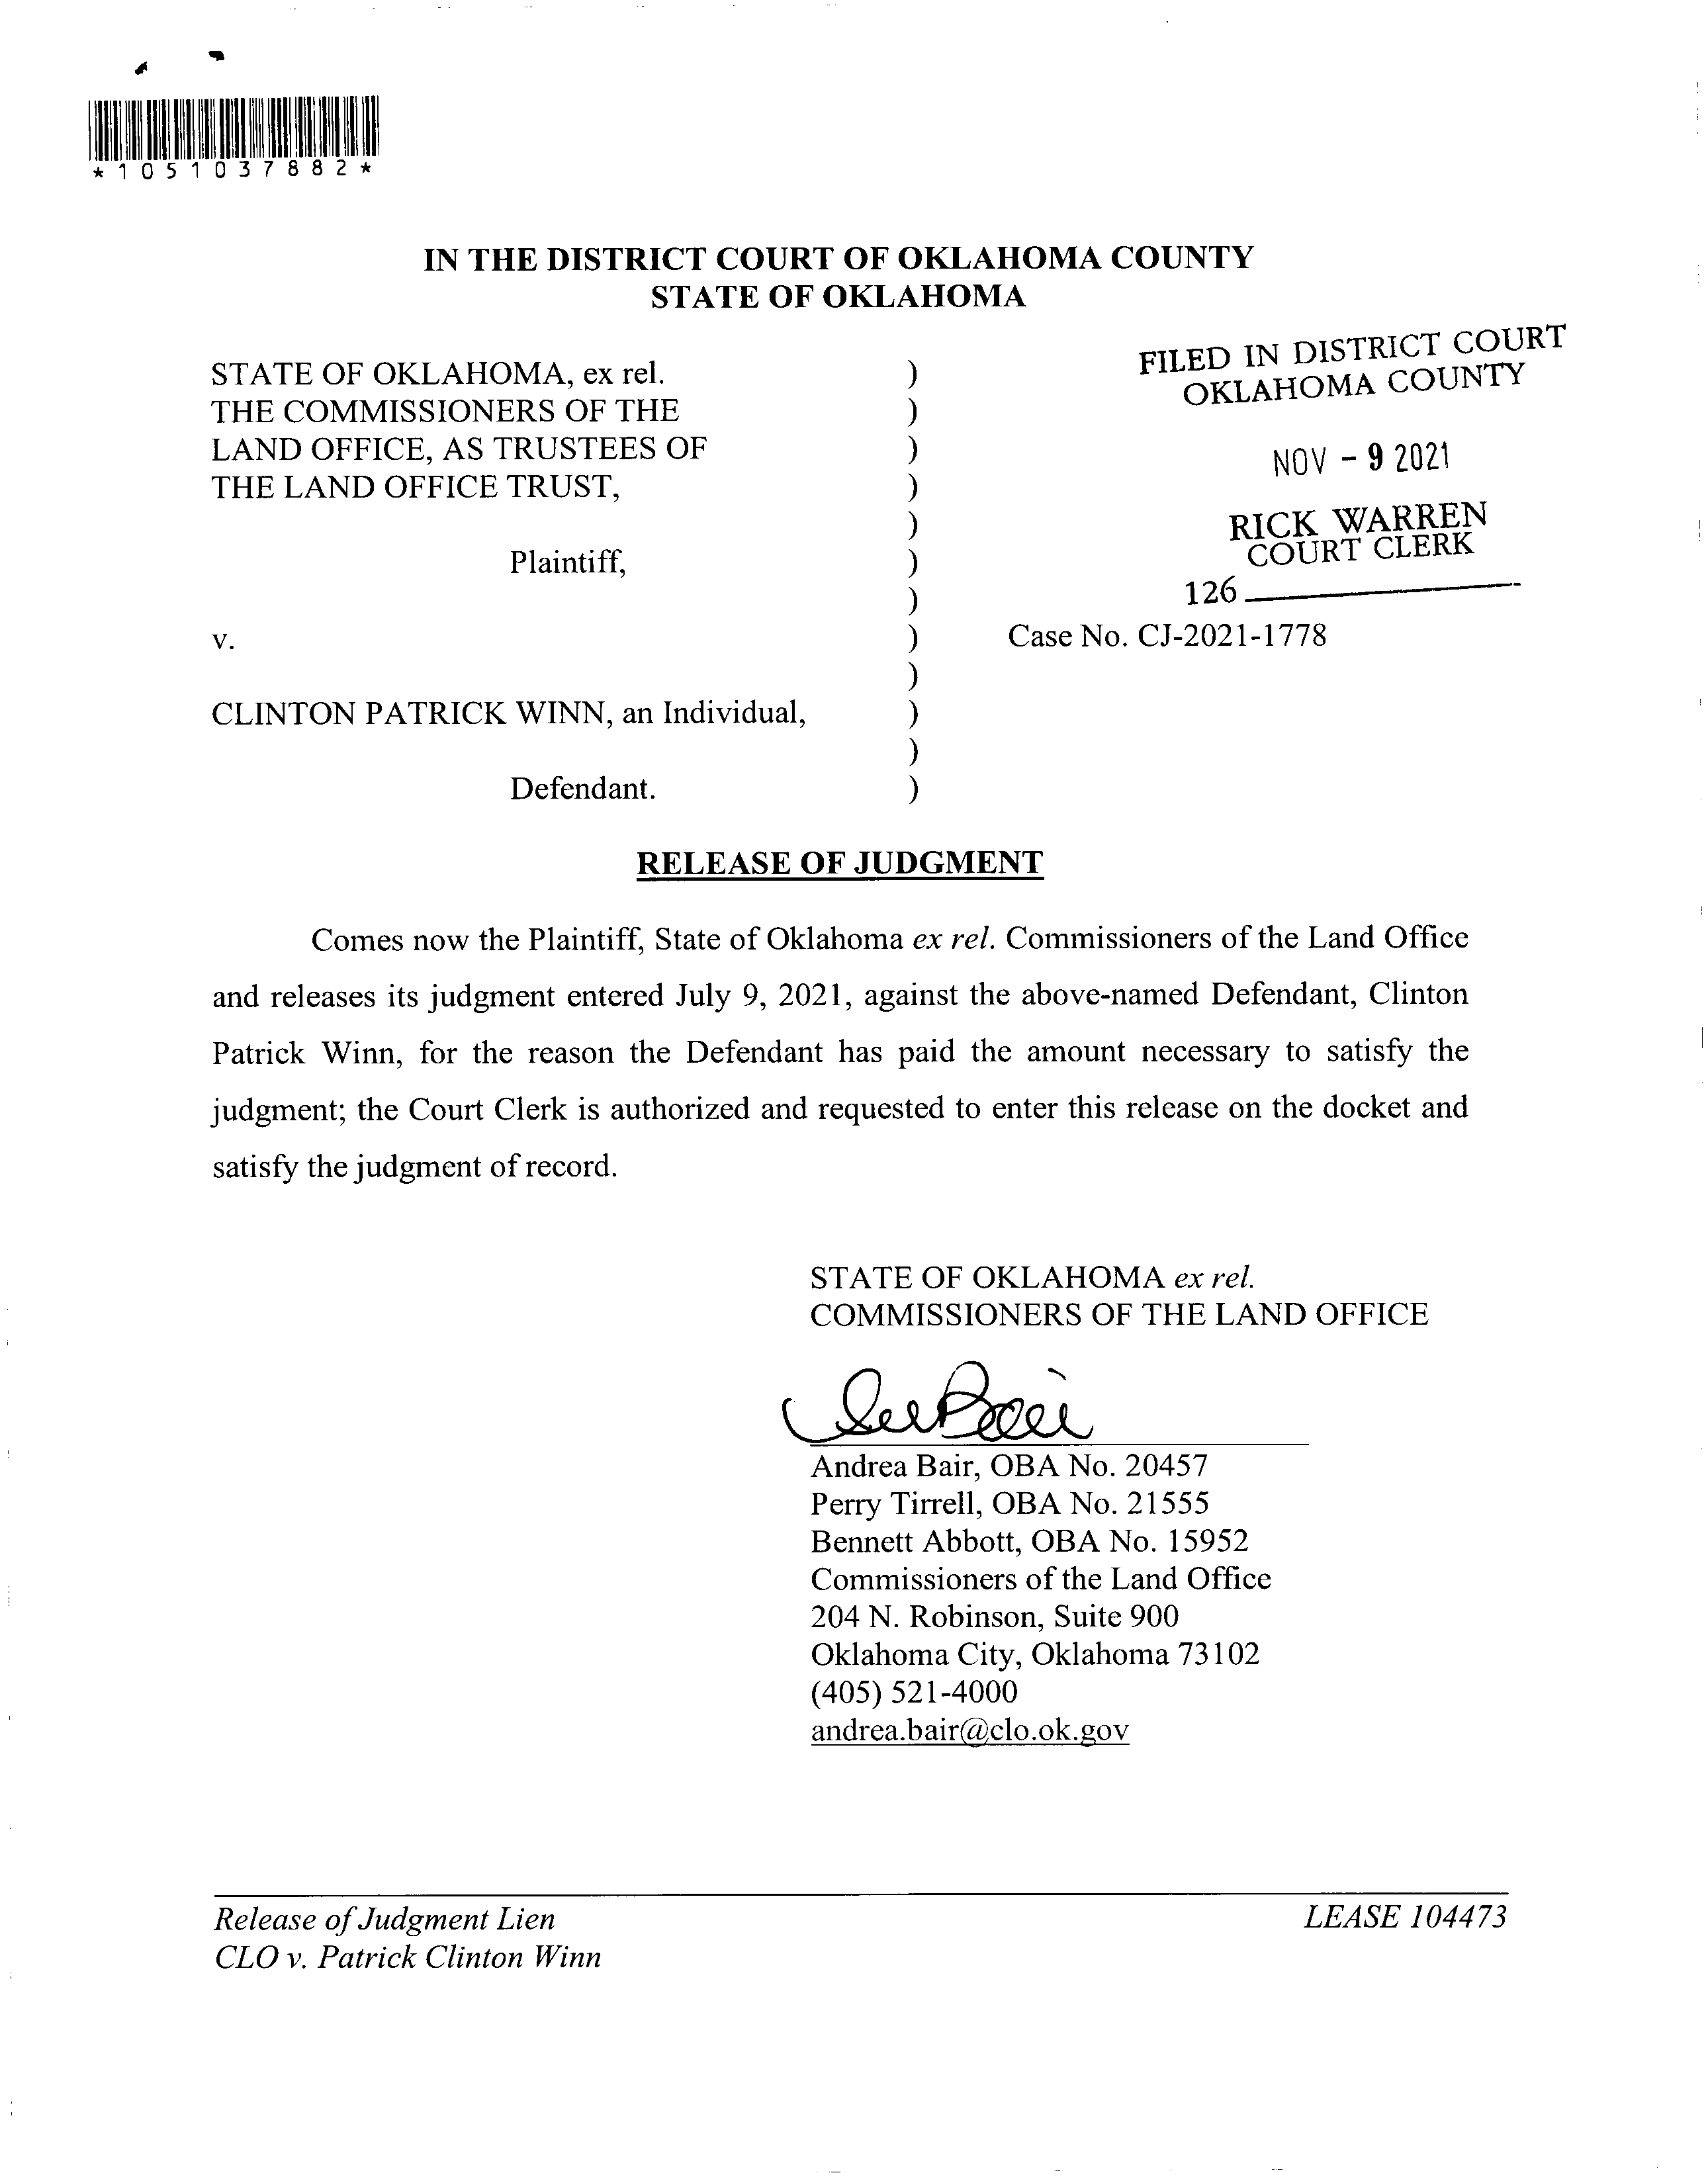 *1051037882*
IN THE DISTRICT COURT OF OKLAHOMA COUNTY
STATE OF OKLAHOMA
STATE OF OKLAHOMA, ex rel. )
THE COMMISSIONERS OF THE )
LAND OFFICE, AS TRUSTEES OF )
THE LAND OFFICE TRUST, )
)
Plaintiff, )
)
v. )
)
CLINTON PATRICK WINN, an Individual, )
)
Defendant. )
FILED IN DISTRICT COURT
OKLAHOMA COUNTY
NOV - 9 2021
RICK WARREN
COURT CLERK
126
Case No. CJ-2021-1778
RELEASE OF JUDGMENT
Comes now the Plaintiff, State of Oklahoma ex rel. Commissioners of the Land Office
and releases its judgment entered July 9, 2021, against the above-named Defendant, Clinton
Patrick Winn, for the reason the Defendant has paid the amount necessary to satisfy the
judgment; the Court Clerk is authorized and requested to enter this release on the docket and
satisfy the judgment of record.
STATE OF OKLAHOMA ex rel.
COMMISSIONERS OF THE LAND OFFICE
Andrea Bair, OBA No. 20457
Perry Tirrell, OBA No. 21555
Bennett Abbott, OBA No. 15952
Commissioners of the Land Office
204 N. Robinson, Suite 900
Oklahoma City, Oklahoma 73102
(405) 521-4000
andrea.bair@clo.ok.gov
Release of Judgment Lien
CLO v. Patrick Clinton Winn
LEASE 104473